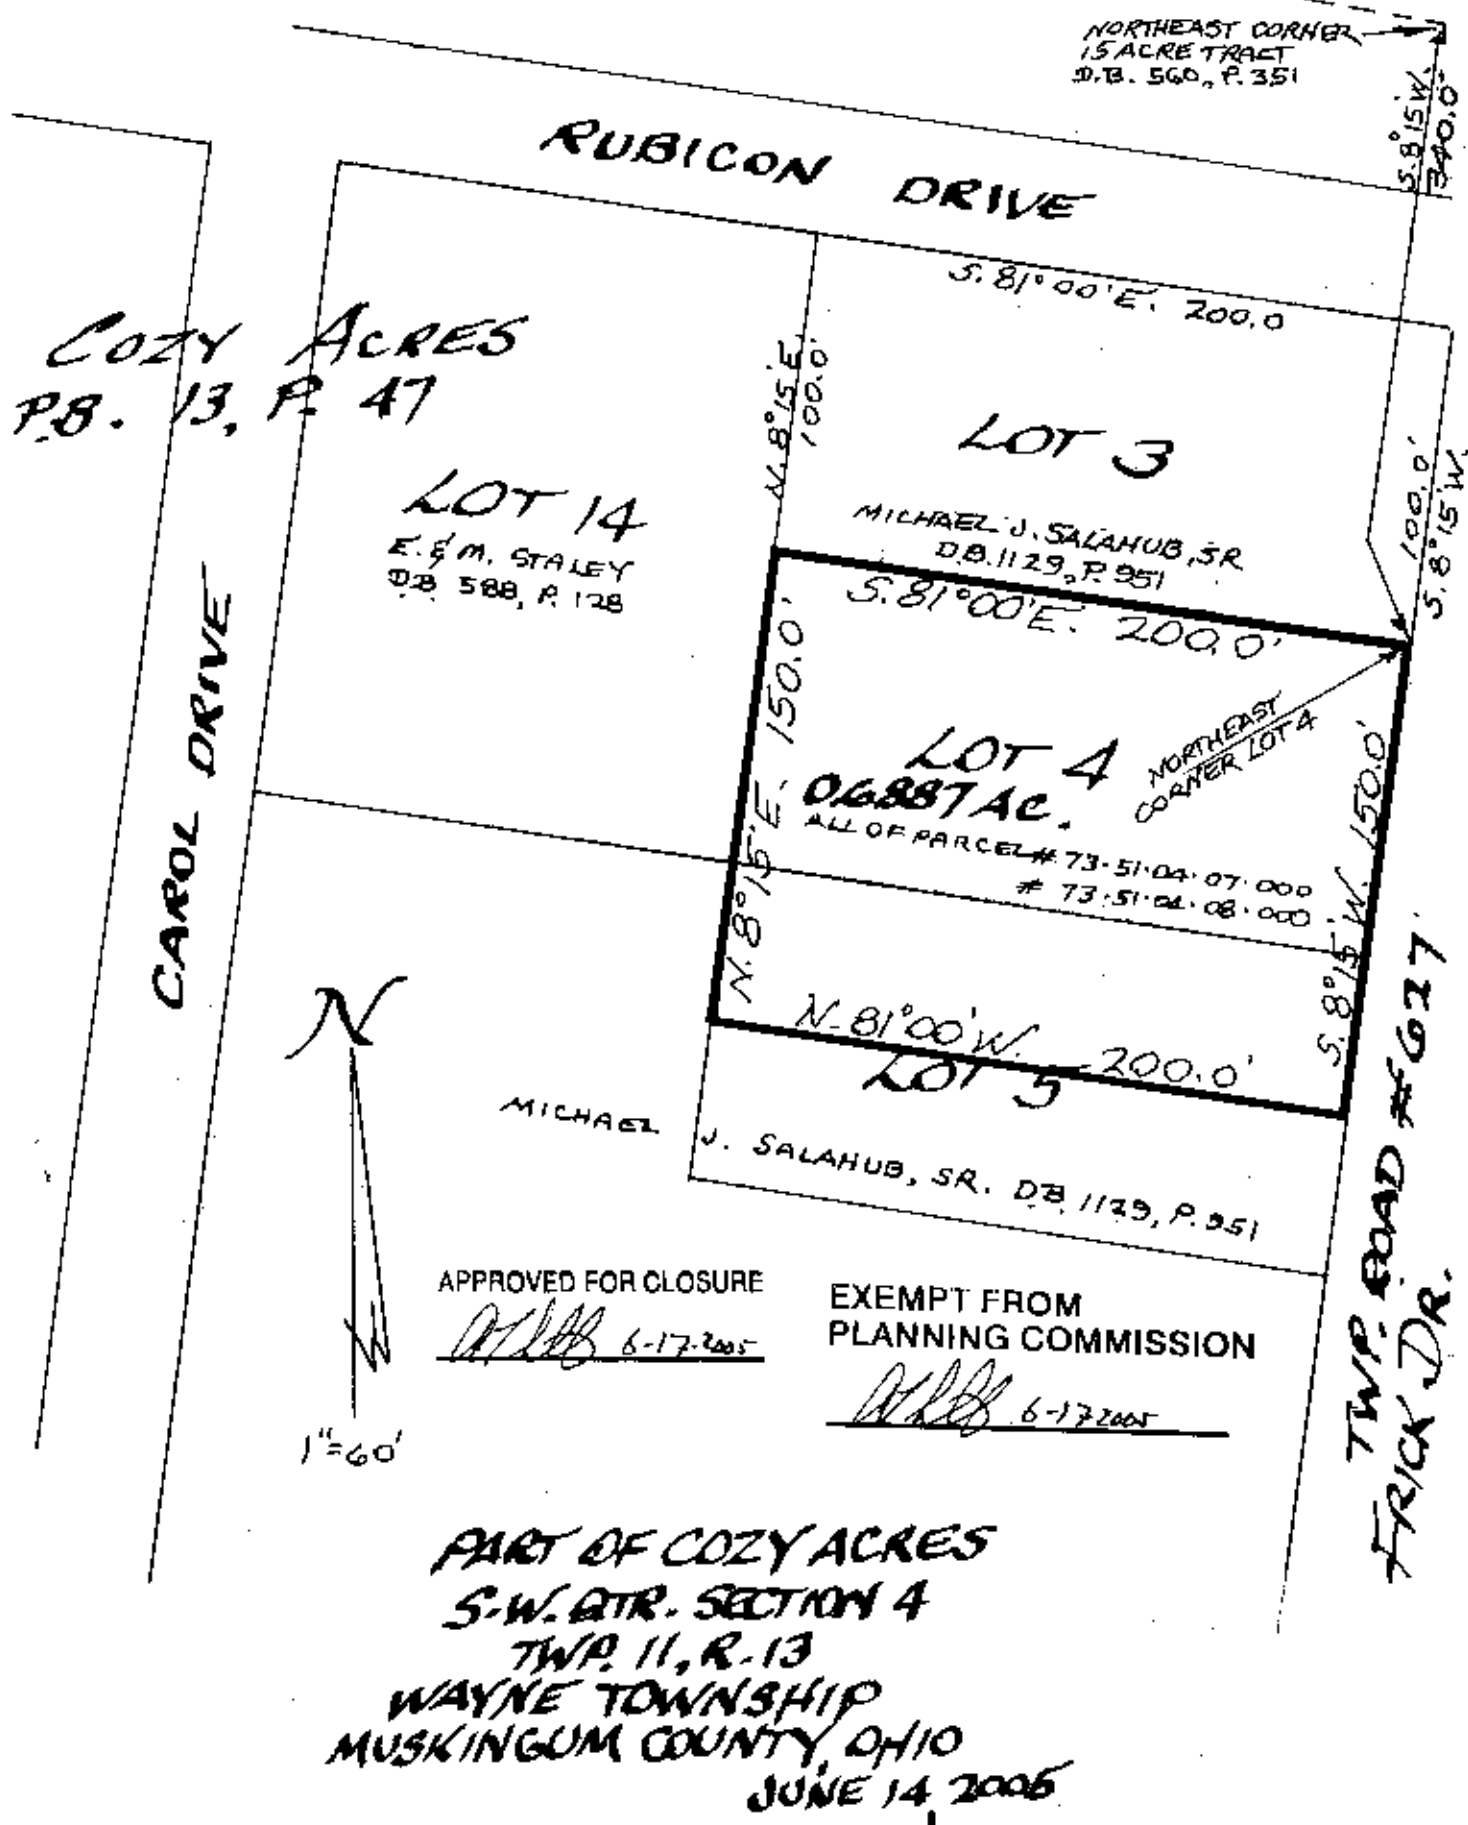 NORTHEAST CORNER
15 ACRE TRACT
D.B. 560, P. 351
S. 8° 15' W.
340.0'
RUBICON DRIVE
S. 81° 00' E. 200.0
COZY ACRES
P.B. 13, P. 47
N. 8° 15' E.
100.0'
LOT 3
MICHAEL J. SALAHUB, SR
D.B. 1129, P. 951
100.0'
S. 8° 15' W.
LOT 14
E. & M. STALEY
D.B. 588, P. 128
S. 81° 00' E. 200.0'
N. 8° 15' E. 150.0'
LOT 4
0.6887 AC.
ALL OF PARCEL # 73-51-04-07-000
# 73-51-04-08-000
NORTHEAST
CORNER LOT 4
S. 8° 15' W. 150.0'
CAROL DRIVE
N. 81° 00' W. 200.0'
LOT 5
MICHAEL J. SALAHUB, SR. D.B. 1129, P. 951
TWP. ROAD # 627
FRICK DR.
N
1" = 60'
APPROVED FOR CLOSURE
6-17-2005
EXEMPT FROM
PLANNING COMMISSION
6-17-2005
PART OF COZY ACRES
S.W. QTR. SECTION 4
TWP. 11, R. 13
WAYNE TOWNSHIP
MUSKINGUM COUNTY, OHIO
JUNE 14, 2005